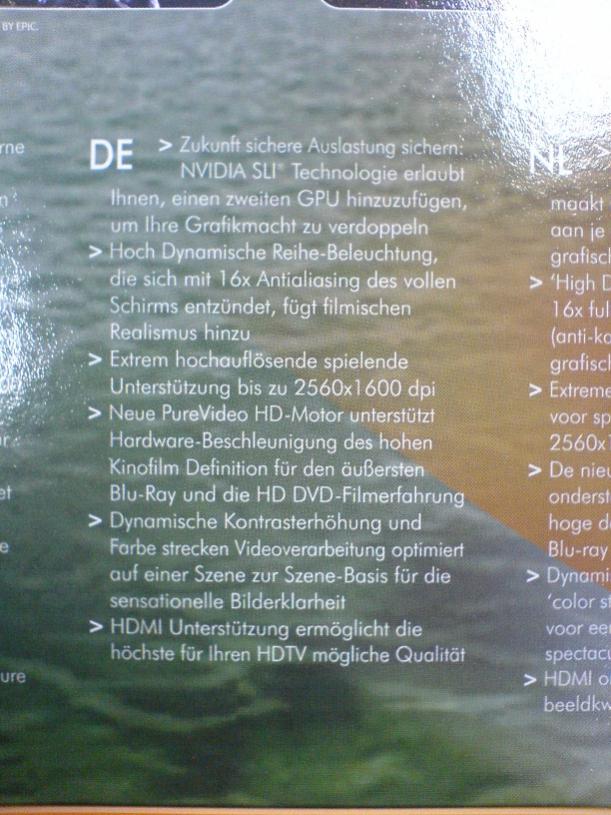 BY EPIC.
DE > Zukunft sichere Auslastung sichern:
NVIDIA SLI® Technologie erlaubt
Ihnen, einen zweiten GPU hinzuzufügen,
um Ihre Grafikmacht zu verdoppeln
> Hoch Dynamische Reihe-Beleuchtung,
die sich mit 16x Antialiasing des vollen
Schirms entzündet, fügt filmischen
Realismus hinzu
> Extrem hochauflösende spielende
Unterstützung bis zu 2560x1600 dpi
> Neue PureVideo HD-Motor unterstützt
Hardware-Beschleunigung des hohen
Kinofilm Definition für den äußersten
Blu-Ray und die HD DVD-Filmerfahrung
> Dynamische Kontrasterhöhung und
Farbe strecken Videoverarbeitung optimiert
auf einer Szene zur Szene-Basis für die
sensationelle Bilderklarheit
> HDMI Unterstützung ermöglicht die
höchste für Ihren HDTV mögliche Qualität
NL >
maakt
aan je
grafisch
> 'High D
16x ful
(anti-ka
grafisch
> Extreme
voor sp
2560x1
> De nieu
onderst
hoge de
Blu-ray
> Dynami
'color st
voor een
spectacu
> HDMI o
beeldkw